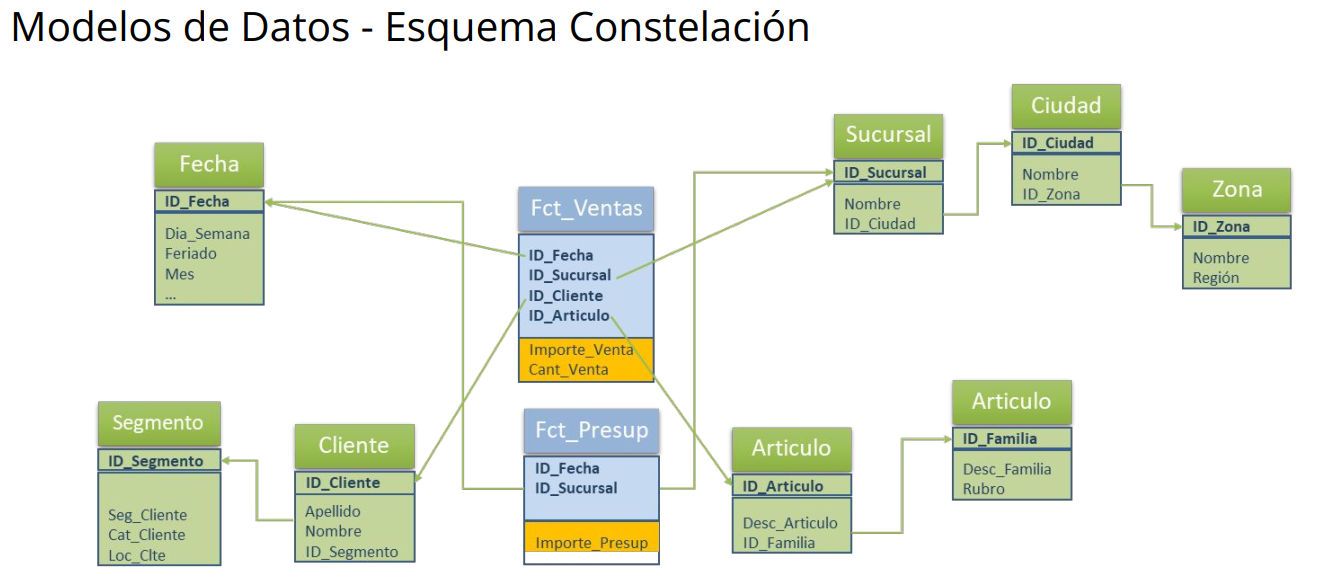 Modelos de Datos - Esquema Constelación
Fecha
ID_Fecha
Dia_Semana
Feriado
Mes
...
Fct_Ventas
ID_Fecha
ID_Sucursal
ID_Cliente
ID_Articulo
Importe_Venta
Cant_Venta
Sucursal
ID_Sucursal
Nombre
ID_Ciudad
Ciudad
ID_Ciudad
Nombre
ID_Zona
Zona
ID_Zona
Nombre
Región
Segmento
ID_Segmento
Seg_Cliente
Cat_Cliente
Loc_Clte
Cliente
ID_Cliente
Apellido
Nombre
ID_Segmento
Fct_Presup
ID_Fecha
ID_Sucursal
Importe_Presup
Articulo
ID_Articulo
Desc_Articulo
ID_Familia
Articulo
ID_Familia
Desc_Familia
Rubro